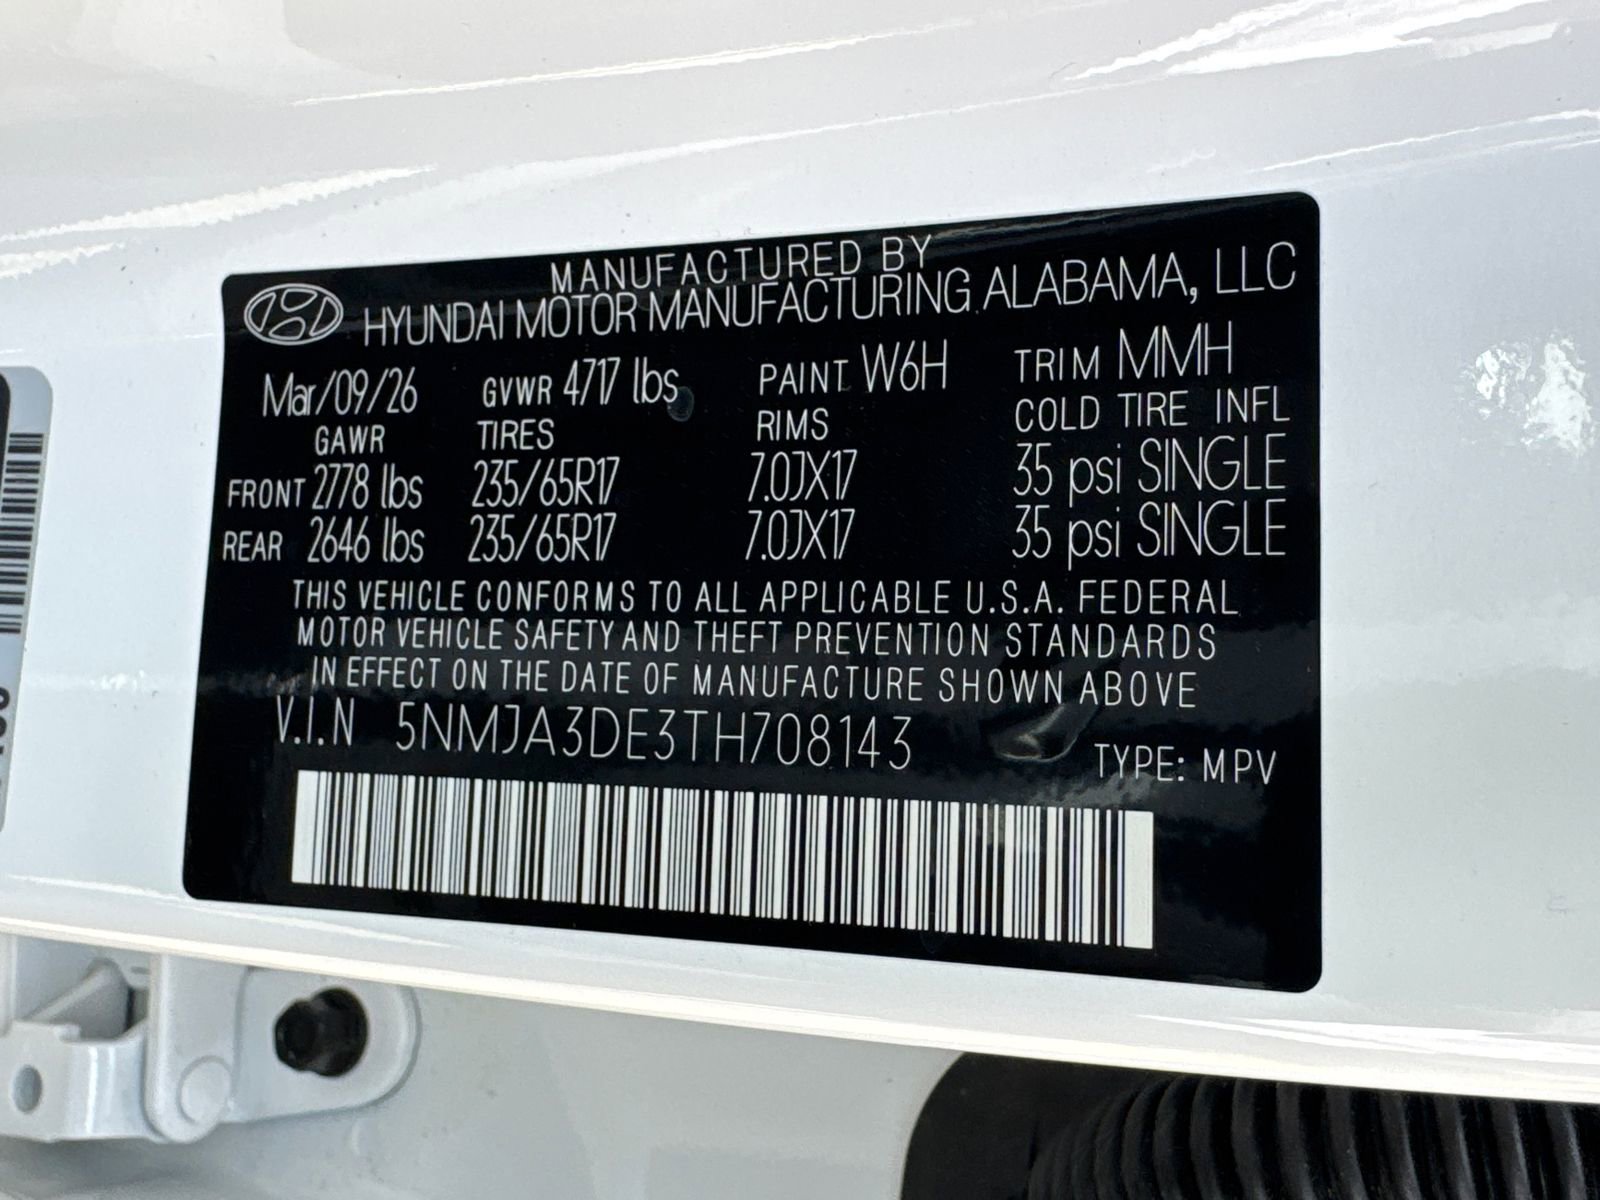 MANUFACTURED BY
HYUNDAI MOTOR MANUFACTURING ALABAMA, LLC
Mar/09/26 GVWR 4717 lbs PAINT W6H TRIM MMH
GAWR TIRES RIMS COLD TIRE INFL
FRONT 2778 lbs 235/65R17 7.0JX17 35 psi SINGLE
REAR 2646 lbs 235/65R17 7.0JX17 35 psi SINGLE
THIS VEHICLE CONFORMS TO ALL APPLICABLE U.S.A. FEDERAL
MOTOR VEHICLE SAFETY AND THEFT PREVENTION STANDARDS
IN EFFECT ON THE DATE OF MANUFACTURE SHOWN ABOVE
V.I.N 5NMJA3DE3TH708143 TYPE: MPV